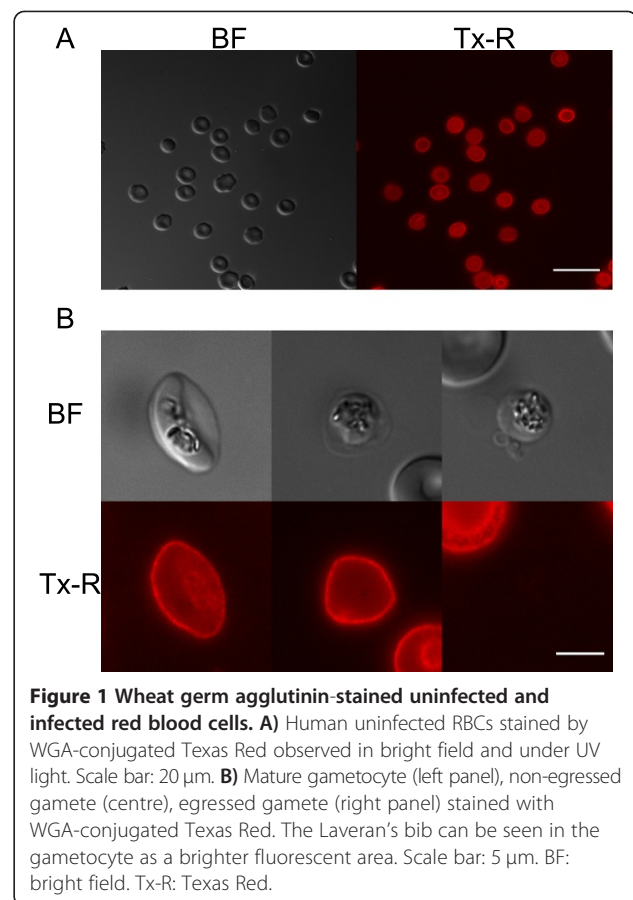 A BF Tx-R
B
BF
Tx-R
Figure 1 Wheat germ agglutinin-stained uninfected and
infected red blood cells. A) Human uninfected RBCs stained by
WGA-conjugated Texas Red observed in bright field and under UV
light. Scale bar: 20 μm. B) Mature gametocyte (left panel), non-egressed
gamete (centre), egressed gamete (right panel) stained with
WGA-conjugated Texas Red. The Laveran's bib can be seen in the
gametocyte as a brighter fluorescent area. Scale bar: 5 μm. BF:
bright field. Tx-R: Texas Red.